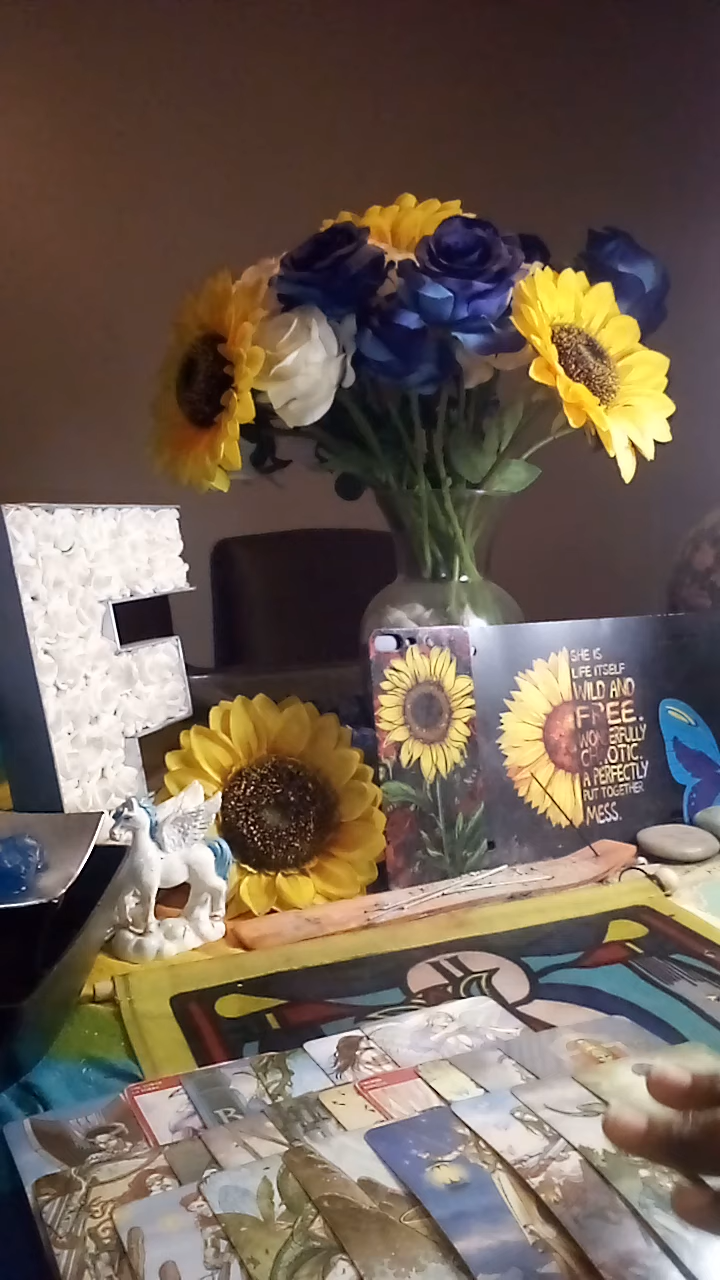 F
SHE IS
LIFE ITSELF
WILD AND
FREE.
WONDERFULLY
CHAOTIC.
A PERFECTLY
PUT TOGETHER
MESS.